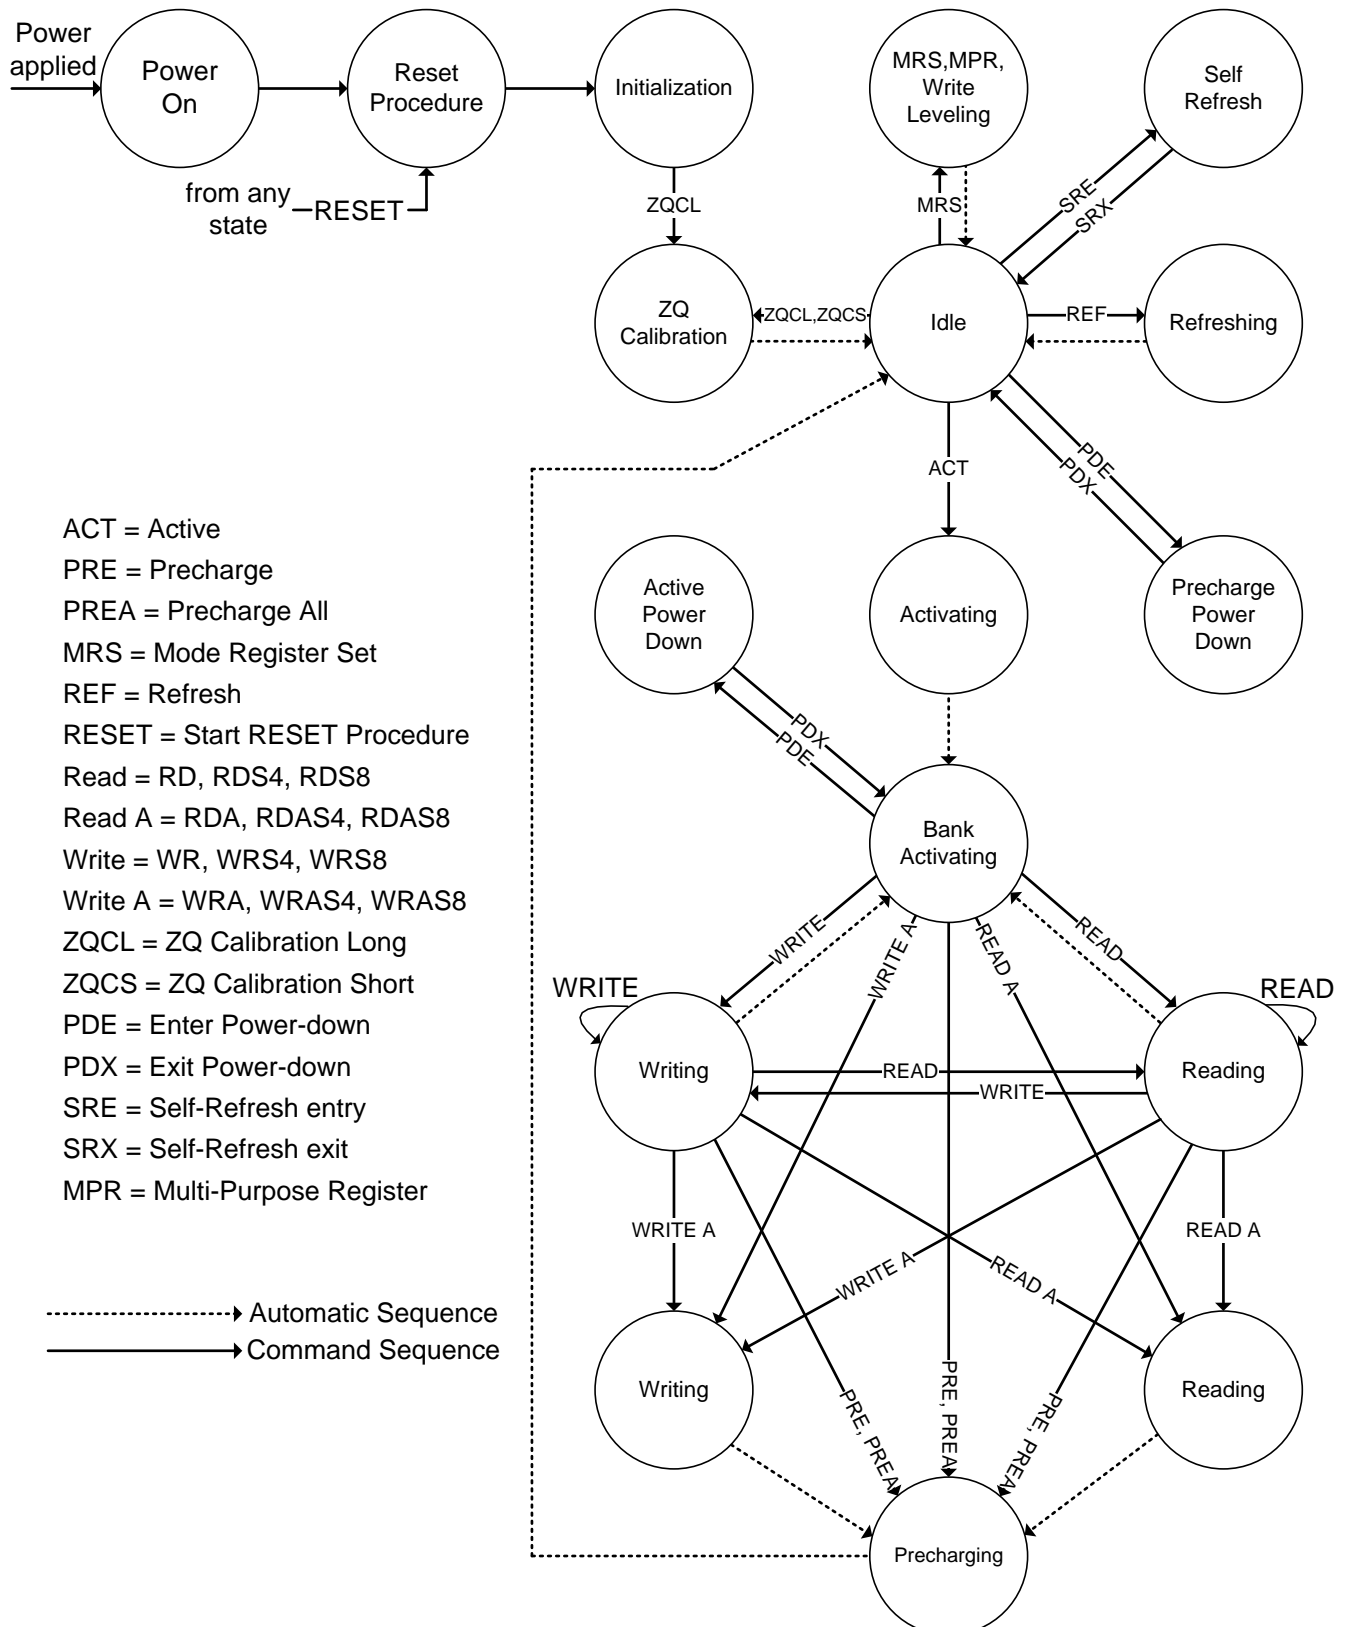 Power
applied
Power
On
Reset
Procedure
Initialization
MRS,MPR,
Write
Leveling
Self
Refresh
from any
state
RESET
ZQCL
MRS
SRE
SRX
ZQ
Calibration
ZQCL,ZQCS
Idle
REF
Refreshing
ACT
PDE
PDX
ACT = Active
PRE = Precharge
PREA = Precharge All
MRS = Mode Register Set
REF = Refresh
RESET = Start RESET Procedure
Read = RD, RDS4, RDS8
Read A = RDA, RDAS4, RDAS8
Write = WR, WRS4, WRS8
Write A = WRA, WRAS4, WRAS8
ZQCL = ZQ Calibration Long
ZQCS = ZQ Calibration Short
PDE = Enter Power-down
PDX = Exit Power-down
SRE = Self-Refresh entry
SRX = Self-Refresh exit
MPR = Multi-Purpose Register
Automatic Sequence
Command Sequence
Active
Power
Down
Activating
Precharge
Power
Down
PDX
PDE
Bank
Activating
WRITE
WRITE A
READ A
READ
WRITE
READ
Writing
READ
WRITE
Reading
WRITE A
WRITE A
READ A
READ A
Writing
PRE, PREA
PRE, PREA
PRE, PREA
Reading
Precharging